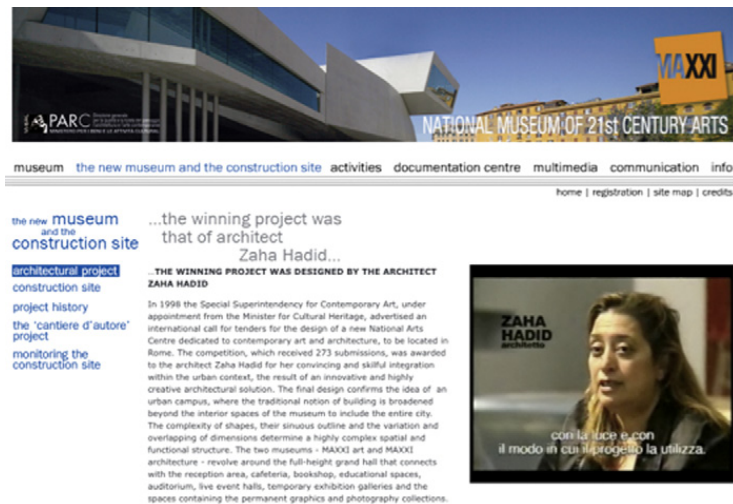 MAXXI
PARC
NATIONAL MUSEUM OF 21st CENTURY ARTS
museum the new museum and the construction site activities documentation centre multimedia communication info
home | registration | site map | credits
the new museum
and the
construction site
architectural project
construction site
project history
the 'cantiere d'autore'
project
monitoring the
construction site
...the winning project was
that of architect
Zaha Hadid...
...THE WINNING PROJECT WAS DESIGNED BY THE ARCHITECT
ZAHA HADID
In 1998 the Special Superintendency for Contemporary Art, under
appointment from the Minister for Cultural Heritage, advertised an
international call for tenders for the design of a new National Arts
Centre dedicated to contemporary art and architecture, to be located in
Rome. The competition, which received 273 submissions, was awarded
to the architect Zaha Hadid for her convincing and skilful integration
within the urban context, the result of an innovative and highly
creative architectural solution. The final design confirms the idea of an
urban campus, where the traditional notion of building is broadened
beyond the interior spaces of the museum to include the entire city.
The complexity of shapes, their sinuous outline and the variation and
overlapping of dimensions determine a highly complex spatial and
functional structure. The two museums - MAXXI art and MAXXI
architecture - revolve around the full-height grand hall that connects
with the reception area, cafeteria, bookshop, educational spaces,
auditorium, live event halls, temporary exhibition galleries and the
spaces containing the permanent graphics and photography collections.
ZAHA
HADID
architetto
con la luce e con
il modo in cui il progetto la utilizza.